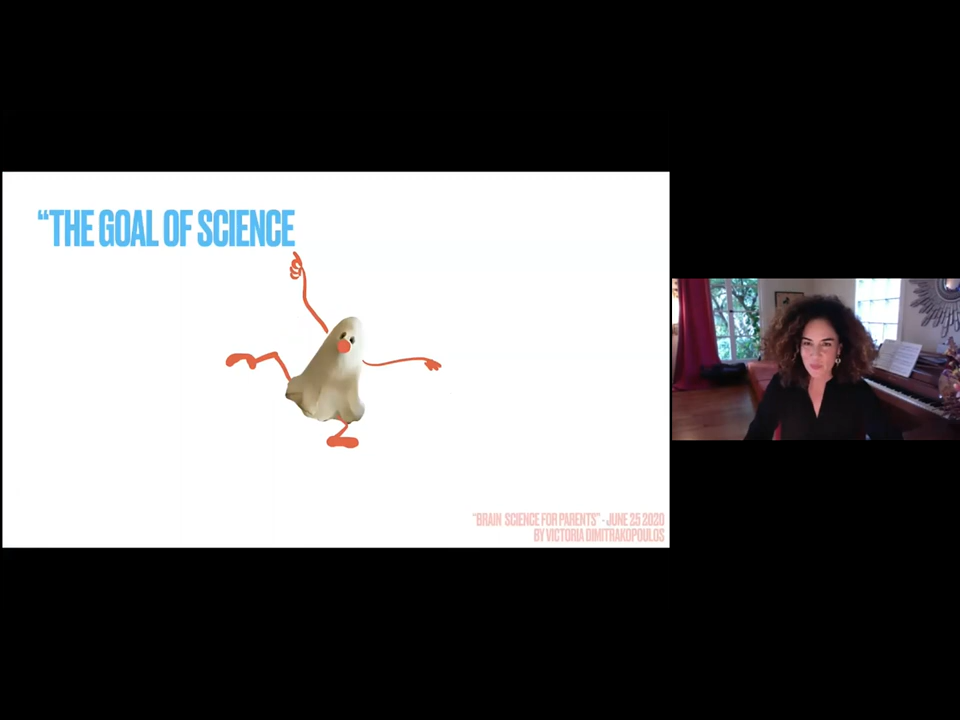 “THE GOAL OF SCIENCE
“BRAIN SCIENCE FOR PARENTS” - JUNE 25 2020
BY VICTORIA DIMITRAKOPOULOS